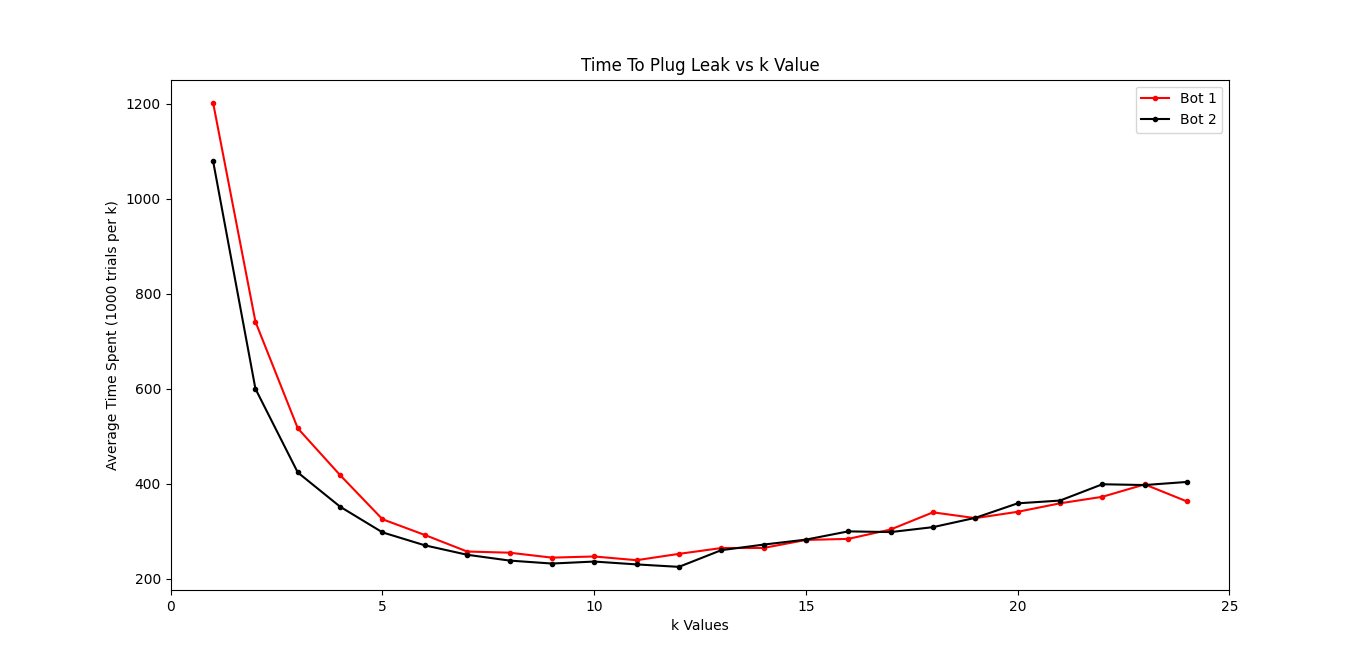 Time To Plug Leak vs k Value
Bot 1
Bot 2
Average Time Spent (1000 trials per k)
1200
1000
800
600
400
200
0 5 10 15 20 25
k Values